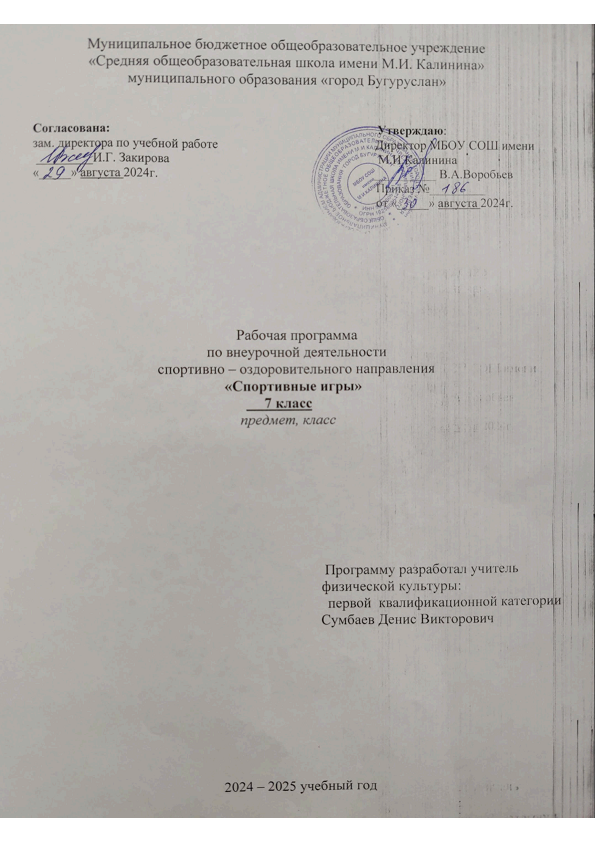 Муниципальное бюджетное общеобразовательное учреждение
«Средняя общеобразовательная школа имени М.И. Калинина»
муниципального образования «город Бугуруслан»
Согласована:
зам. директора по учебной работе
И.Г. Закирова
« 29 » августа 2024г.
Утверждаю:
Директор МБОУ СОШ имени
М.И.Калинина
В.А.Воробьев
Приказ № 186
от « 30 » августа 2024г.
Рабочая программа
по внеурочной деятельности
спортивно – оздоровительного направления
«Спортивные игры»
7 класс
предмет, класс
Программу разработал учитель
физической культуры:
первой квалификационной категории
Сумбаев Денис Викторович
2024 – 2025 учебный год